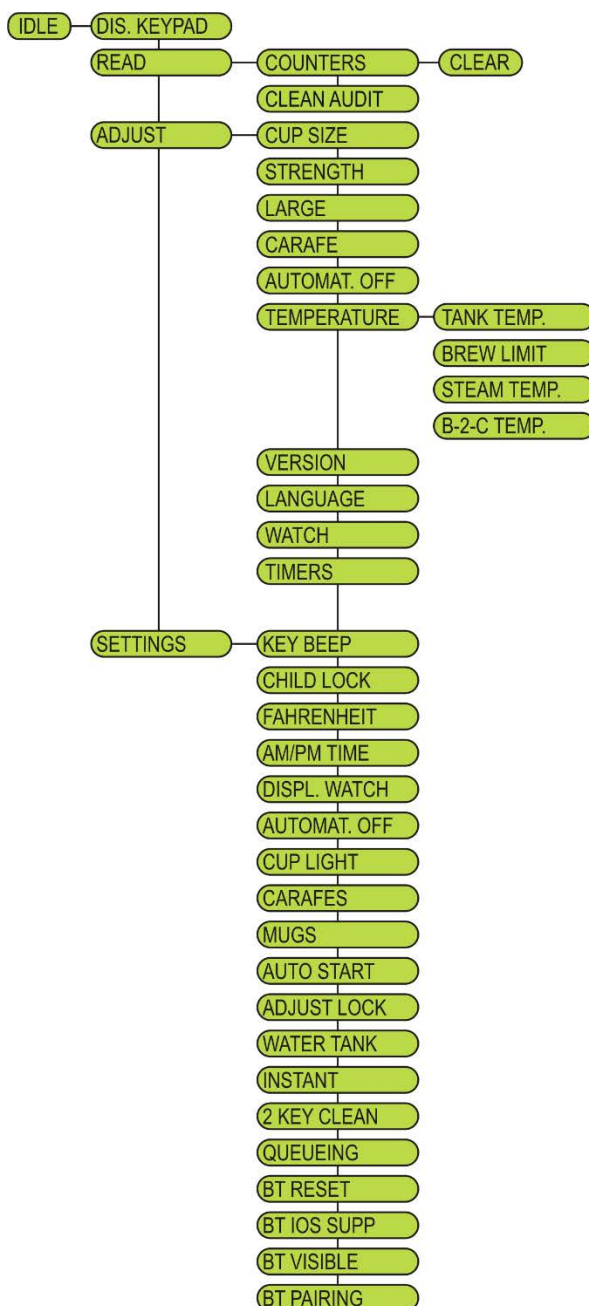 IDLE DIS. KEYPAD
READ COUNTERS CLEAR
CLEAN AUDIT
ADJUST CUP SIZE
STRENGTH
LARGE
CARAFE
AUTOMAT. OFF
TEMPERATURE TANK TEMP.
BREW LIMIT
STEAM TEMP.
B-2-C TEMP.
VERSION
LANGUAGE
WATCH
TIMERS
SETTINGS KEY BEEP
CHILD LOCK
FAHRENHEIT
AM/PM TIME
DISPL. WATCH
AUTOMAT. OFF
CUP LIGHT
CARAFES
MUGS
AUTO START
ADJUST LOCK
WATER TANK
INSTANT
2 KEY CLEAN
QUEUEING
BT RESET
BT IOS SUPP
BT VISIBLE
BT PAIRING